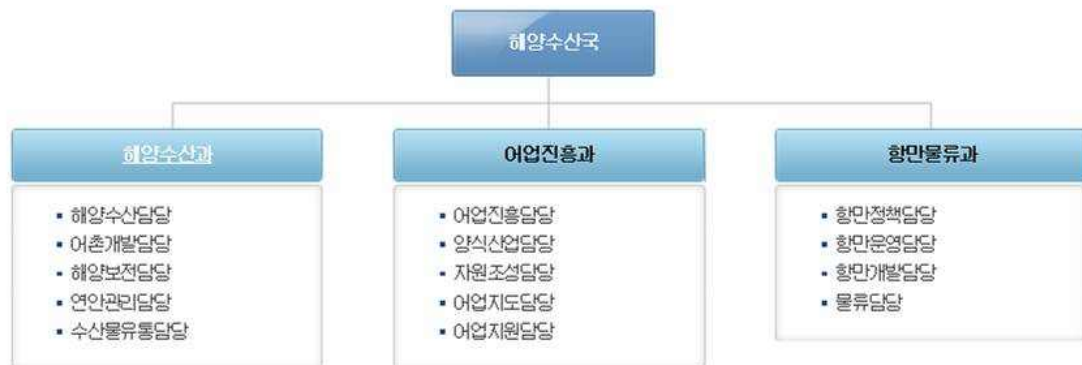 해양수산국
해양수산과
해양수산담당
어촌개발담당
해양보전담당
연안관리담당
수산물유통담당
어업진흥과
어업진흥담당
양식산업담당
자원조성담당
어업지도담당
어업지원담당
항만물류과
항만정책담당
항만운영담당
항만개발담당
물류담당